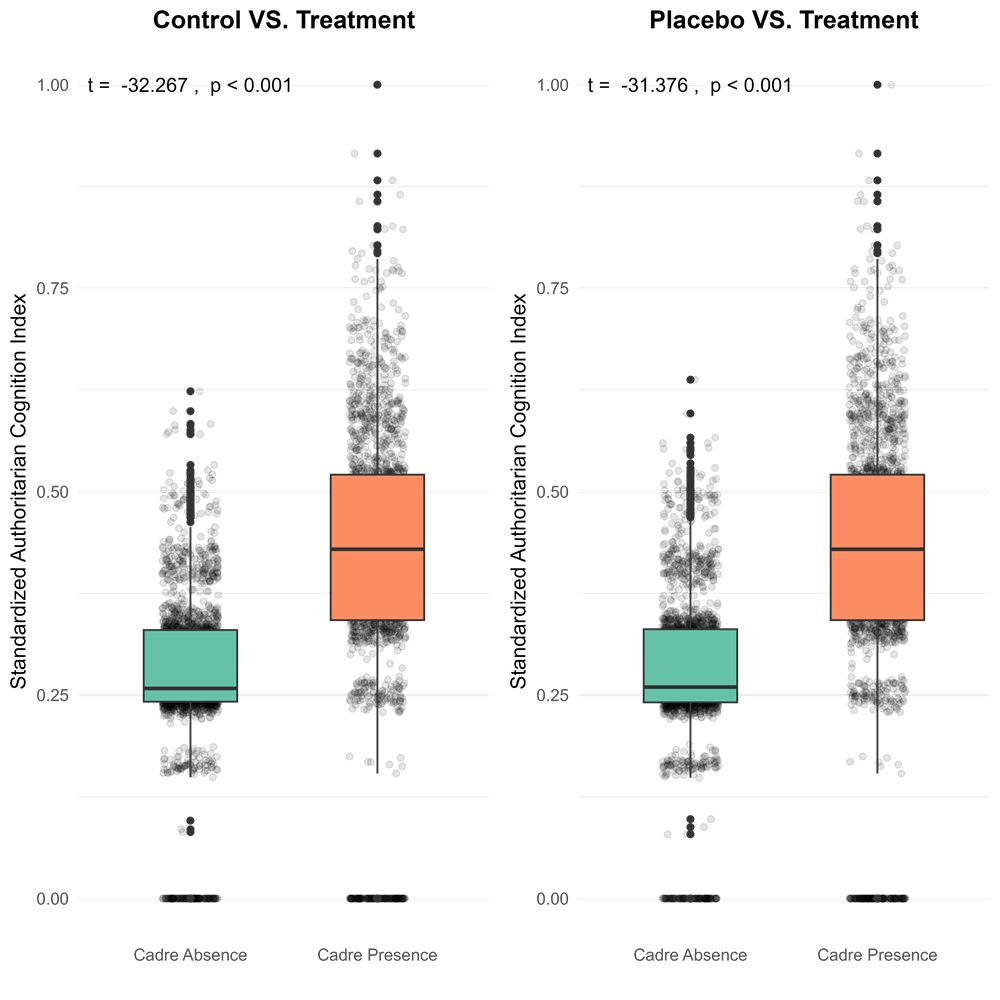 Control VS. Treatment
Standardized Authoritarian Cognition Index
1.00
0.75
0.50
0.25
0.00
t =  -32.267 ,  p < 0.001
Cadre Absence
Cadre Presence
Placebo VS. Treatment
Standardized Authoritarian Cognition Index
1.00
0.75
0.50
0.25
0.00
t =  -31.376 ,  p < 0.001
Cadre Absence
Cadre Presence